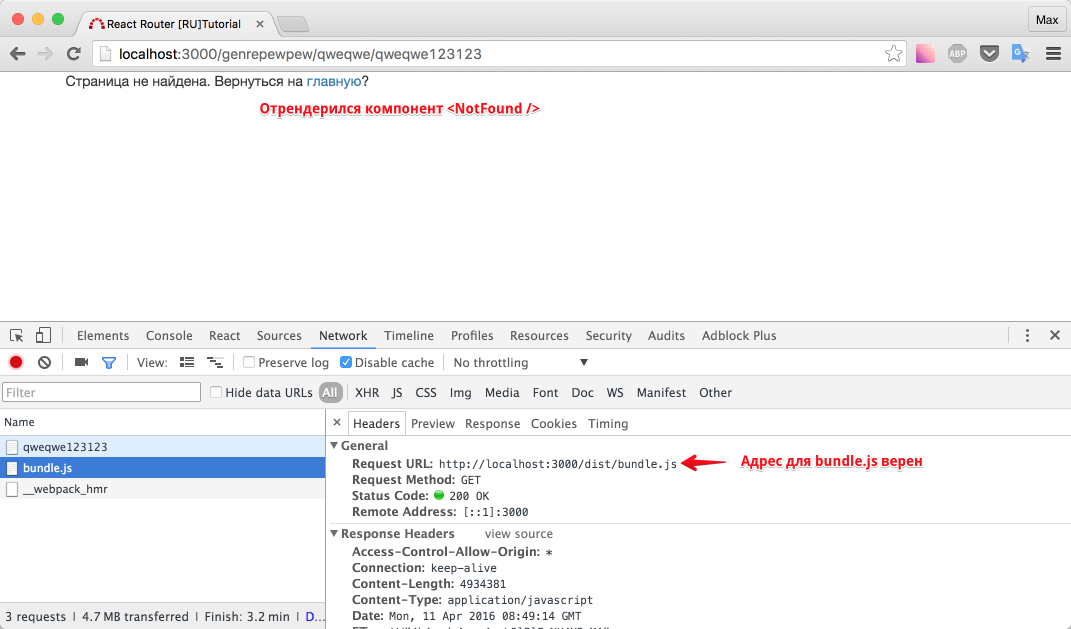 React Router [RU]Tutorial
Max
localhost:3000/genrepewpew/qweqwe/qweqwe123123
ABP
Страница не найдена. Вернуться на главную?
Отрендерился компонент <NotFound />
Elements Console React Sources Network Timeline Profiles Resources Security Audits Adblock Plus
View: Preserve log Disable cache No throttling
Filter Hide data URLs All XHR JS CSS Img Media Font Doc WS Manifest Other
Name
Headers Preview Response Cookies Timing
qweqwe123123
bundle.js
__webpack_hmr
General
Request URL: http://localhost:3000/dist/bundle.js
Адрес для bundle.js верен
Request Method: GET
Status Code: 200 OK
Remote Address: [::1]:3000
Response Headers view source
Access-Control-Allow-Origin: *
Connection: keep-alive
Content-Length: 4934381
Content-Type: application/javascript
Date: Mon, 11 Apr 2016 08:49:14 GMT
3 requests | 4.7 MB transferred | Finish: 3.2 min | D...